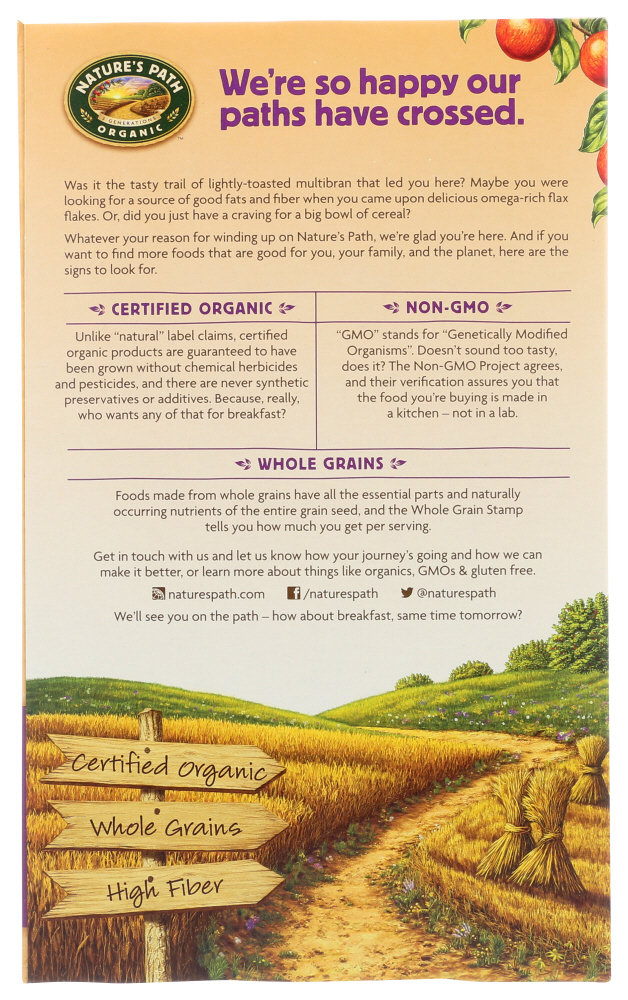 NATURE'S PATH
ORGANIC
We're so happy our
paths have crossed.
Was it the tasty trail of lightly-toasted multibran that led you here? Maybe you were
looking for a source of good fats and fiber when you came upon delicious omega-rich flax
flakes. Or, did you just have a craving for a big bowl of cereal?
Whatever your reason for winding up on Nature's Path, we're glad you're here. And if you
want to find more foods that are good for you, your family, and the planet, here are the
signs to look for.
CERTIFIED ORGANIC
Unlike “natural” label claims, certified
organic products are guaranteed to have
been grown without chemical herbicides
and pesticides, and there are never synthetic
preservatives or additives. Because, really,
who wants any of that for breakfast?
NON-GMO
“GMO” stands for “Genetically Modified
Organisms”. Doesn't sound too tasty,
does it? The Non-GMO Project agrees,
and their verification assures you that
the food you're buying is made in
a kitchen – not in a lab.
WHOLE GRAINS
Foods made from whole grains have all the essential parts and naturally
occurring nutrients of the entire grain seed, and the Whole Grain Stamp
tells you how much you get per serving.
Get in touch with us and let us know how your journey's going and how we can
make it better, or learn more about things like organics, GMOs & gluten free.
naturespath.com /naturespath @naturespath
We'll see you on the path – how about breakfast, same time tomorrow?
Certified Organic
Whole Grains
High Fiber